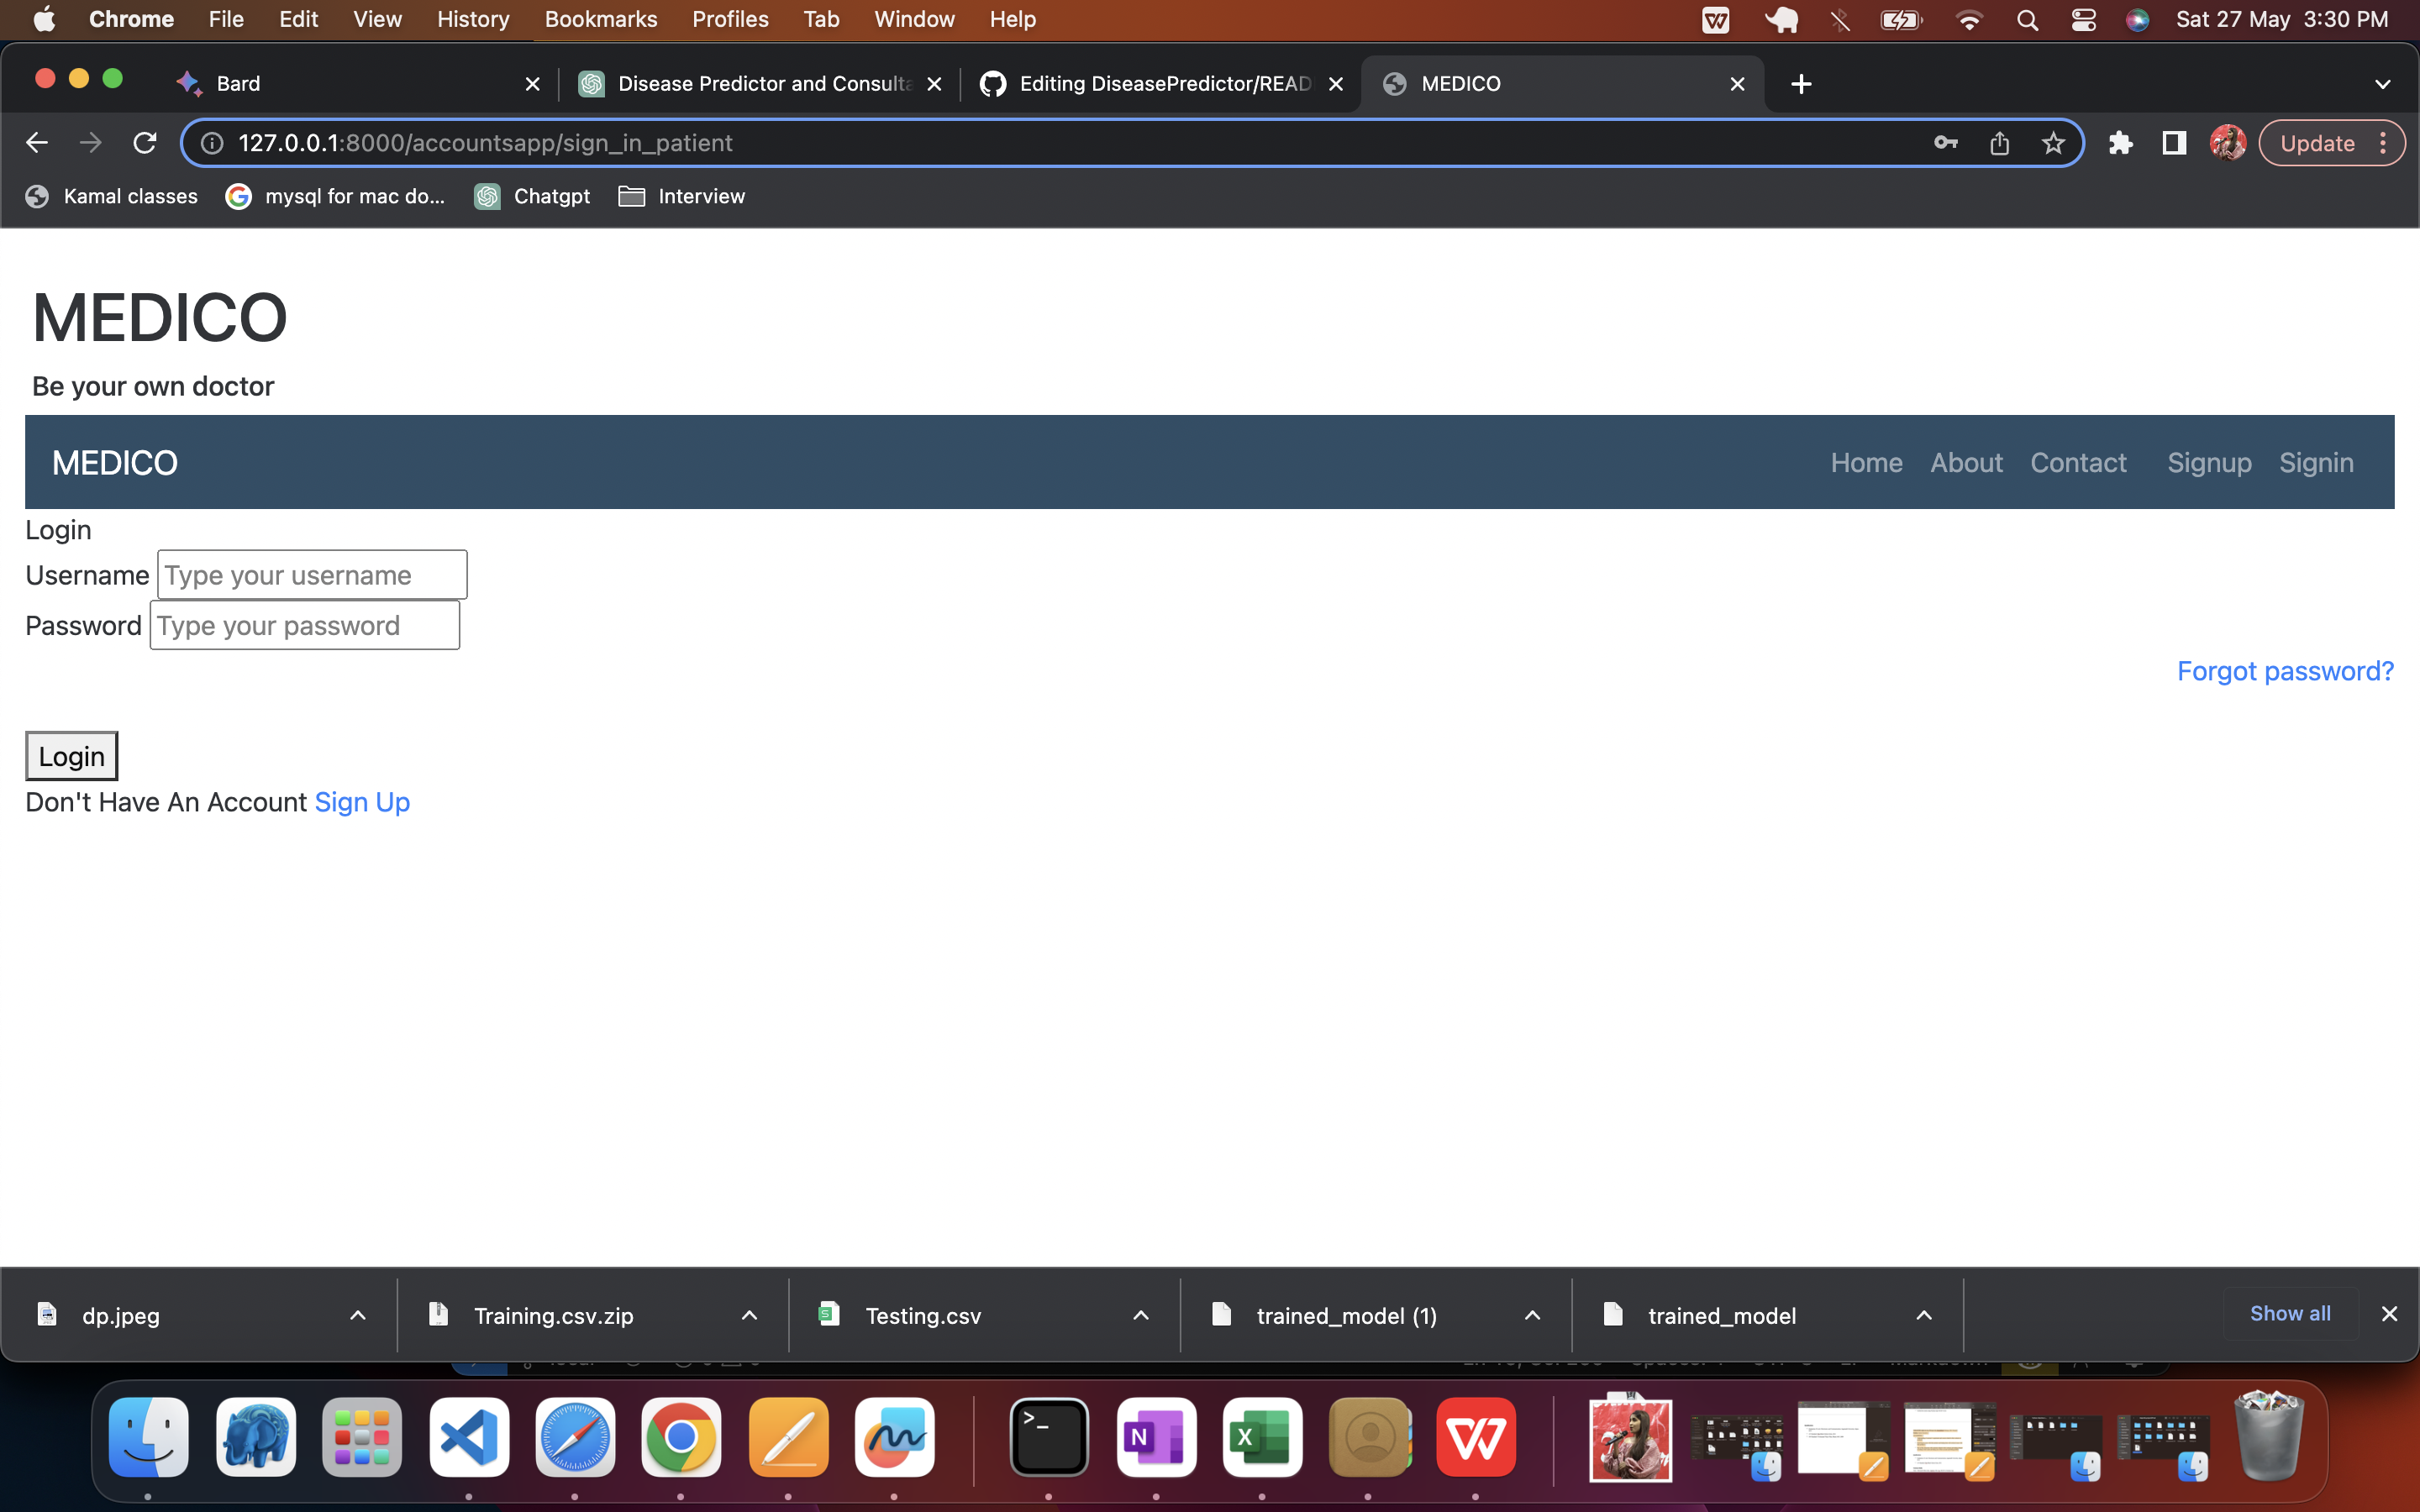 Chrome File Edit View History Bookmarks Profiles Tab Window Help Sat 27 May 3:30 PM
Bard Disease Predictor and Consulta Editing DiseasePredictor/READ MEDICO
127.0.0.1:8000/accountsapp/sign_in_patient Update
Kamal classes mysql for mac do... Chatgpt Interview
MEDICO
Be your own doctor
MEDICO Home About Contact Signup Signin
Login
Username Type your username
Password Type your password
Forgot password?
Login
Don't Have An Account Sign Up
dp.jpeg Training.csv.zip Testing.csv trained_model (1) trained_model Show all